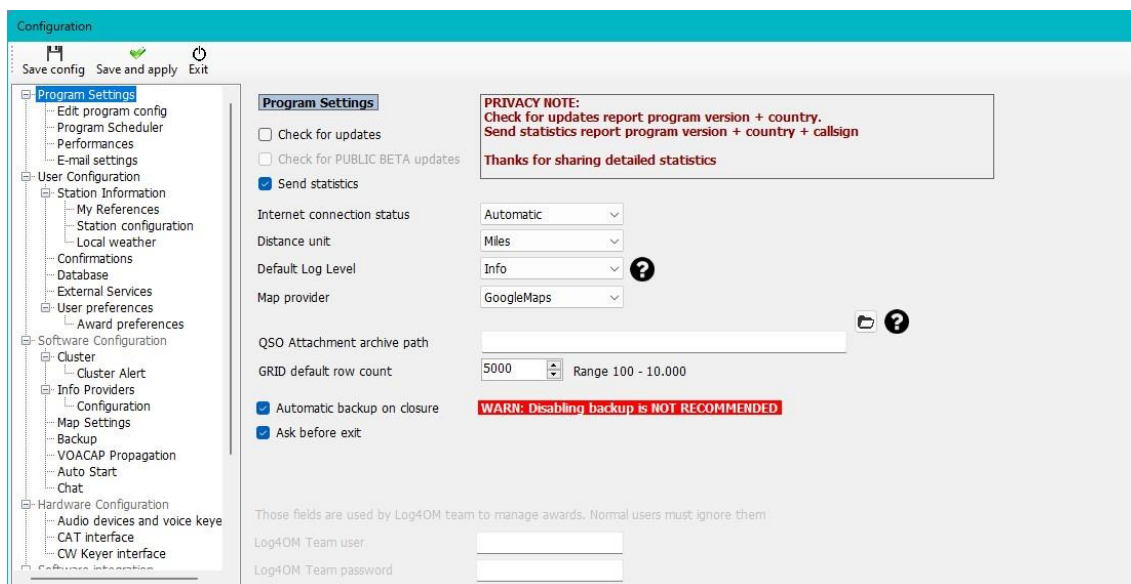 Configuration
Save config Save and apply Exit
Program Settings
Edit program config
Program Scheduler
Performances
E-mail settings
User Configuration
Station Information
My References
Station configuration
Local weather
Confirmations
Database
External Services
User preferences
Award preferences
Software Configuration
Cluster
Cluster Alert
Info Providers
Configuration
Map Settings
Backup
VOACAP Propagation
Auto Start
Chat
Hardware Configuration
Audio devices and voice keye
CAT interface
CW Keyer interface
Software integration
Program Settings
Check for updates
Check for PUBLIC BETA updates
Send statistics
PRIVACY NOTE:
Check for updates report program version + country.
Send statistics report program version + country + callsign
Thanks for sharing detailed statistics
Internet connection status Automatic
Distance unit Miles
Default Log Level Info ?
Map provider GoogleMaps
?
QSO Attachment archive path
GRID default row count 5000 Range 100 - 10.000
Automatic backup on closure WARN: Disabling backup is NOT RECOMMENDED
Ask before exit
Those fields are used by Log4OM team to manage awards. Normal users must ignore them
Log4OM Team user
Log4OM Team password